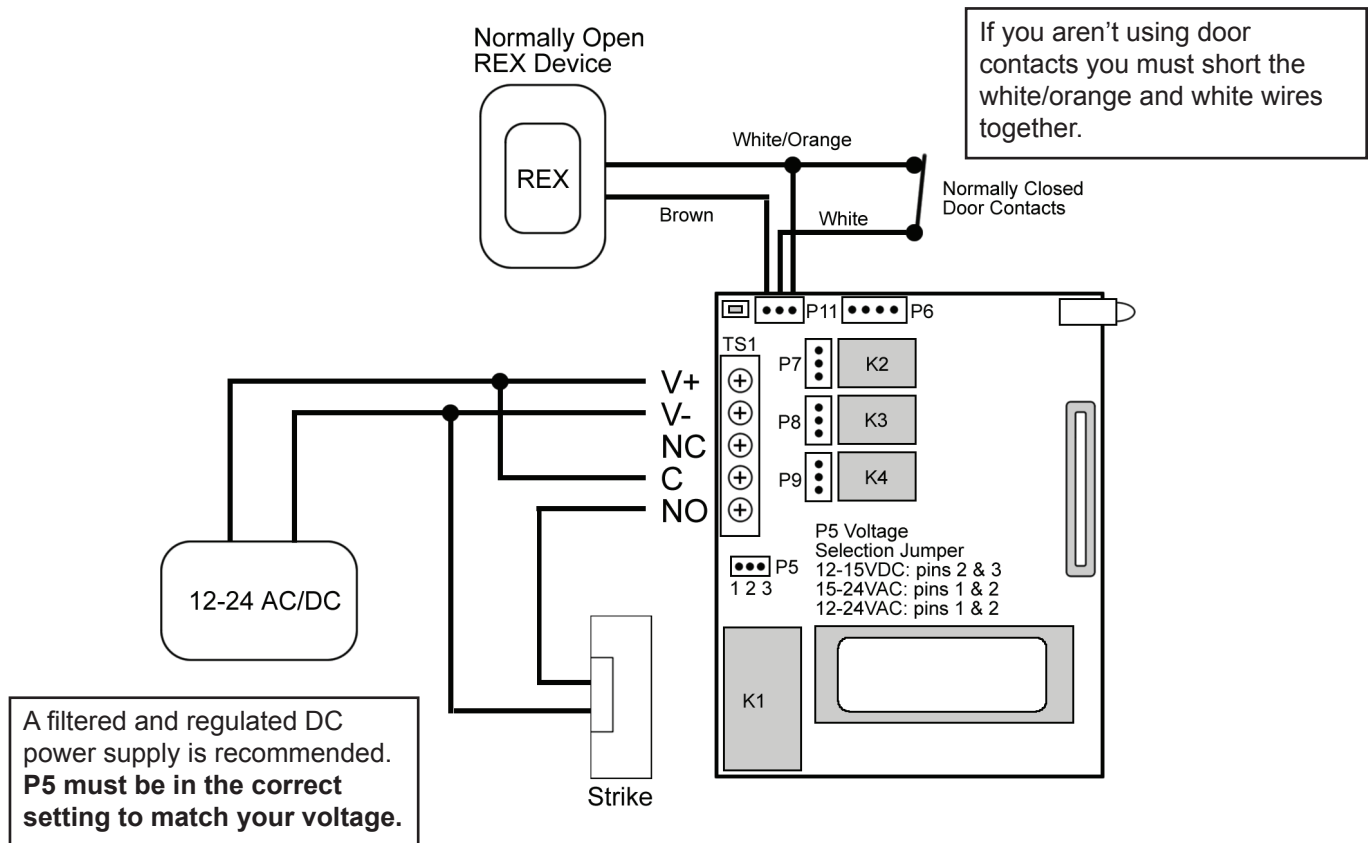 Normally Open
REX Device
If you aren't using door
contacts you must short the
white/orange and white wires
together.
White/Orange
REX
Normally Closed
Door Contacts
Brown
White
P11
P6
TS1
P7
K2
V+
V-
P8
K3
NC
C
P9
K4
NO
P5 Voltage
Selection Jumper
12-15VDC: pins 2 & 3
15-24VAC: pins 1 & 2
12-24VAC: pins 1 & 2
P5
1 2 3
12-24 AC/DC
K1
A filtered and regulated DC
power supply is recommended.
P5 must be in the correct
setting to match your voltage.
Strike